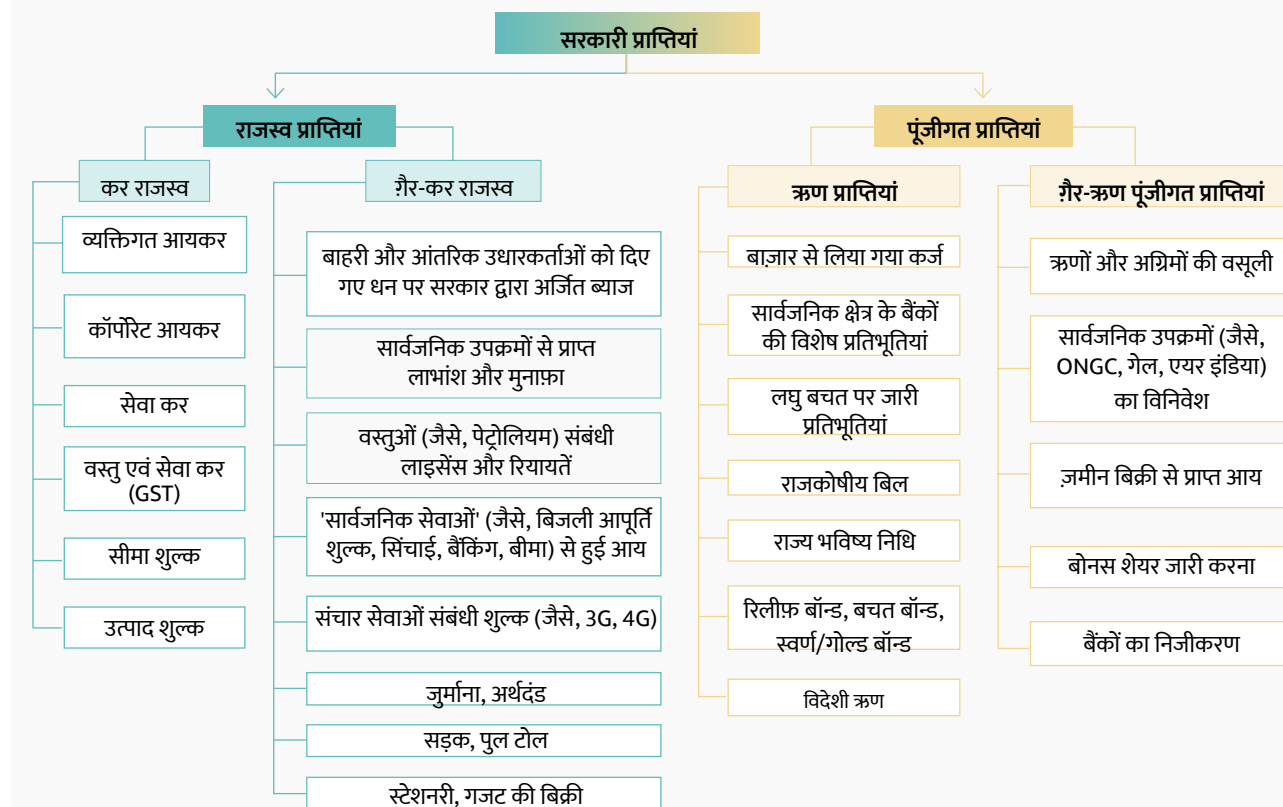 सरकारी प्राप्तियां
राजस्व प्राप्तियां
कर राजस्व
व्यक्तिगत आयकर
कॉर्पोरेट आयकर
सेवा कर
वस्तु एवं सेवा कर
(GST)
सीमा शुल्क
उत्पाद शुल्क
ग़ैर-कर राजस्व
बाहरी और आंतरिक उधारकर्ताओं को दिए
गए धन पर सरकार द्वारा अर्जित ब्याज
सार्वजनिक उपक्रमों से प्राप्त
लाभांश और मुनाफ़ा
वस्तुओं (जैसे, पेट्रोलियम) संबंधी
लाइसेंस और रियायतें
'सार्वजनिक सेवाओं' (जैसे, बिजली आपूर्ति
शुल्क, सिंचाई, बैंकिंग, बीमा) से हुई आय
संचार सेवाओं संबंधी शुल्क (जैसे, 3G, 4G)
जुर्माना, अर्थदंड
सड़क, पुल टोल
स्टेशनरी, गजट की बिक्री
पूंजीगत प्राप्तियां
ऋण प्राप्तियां
बाज़ार से लिया गया कर्ज
सार्वजनिक क्षेत्र के बैंकों
की विशेष प्रतिभूतियां
लघु बचत पर जारी
प्रतिभूतियां
राजकोषीय बिल
राज्य भविष्य निधि
रिलीफ़ बॉन्ड, बचत बॉन्ड,
स्वर्ण/गोल्ड बॉन्ड
विदेशी ऋण
ग़ैर-ऋण पूंजीगत प्राप्तियां
ऋणों और अग्रिमों की वसूली
सार्वजनिक उपक्रमों (जैसे,
ONGC, गेल, एयर इंडिया)
का विनिवेश
ज़मीन बिक्री से प्राप्त आय
बोनस शेयर जारी करना
बैंकों का निजीकरण